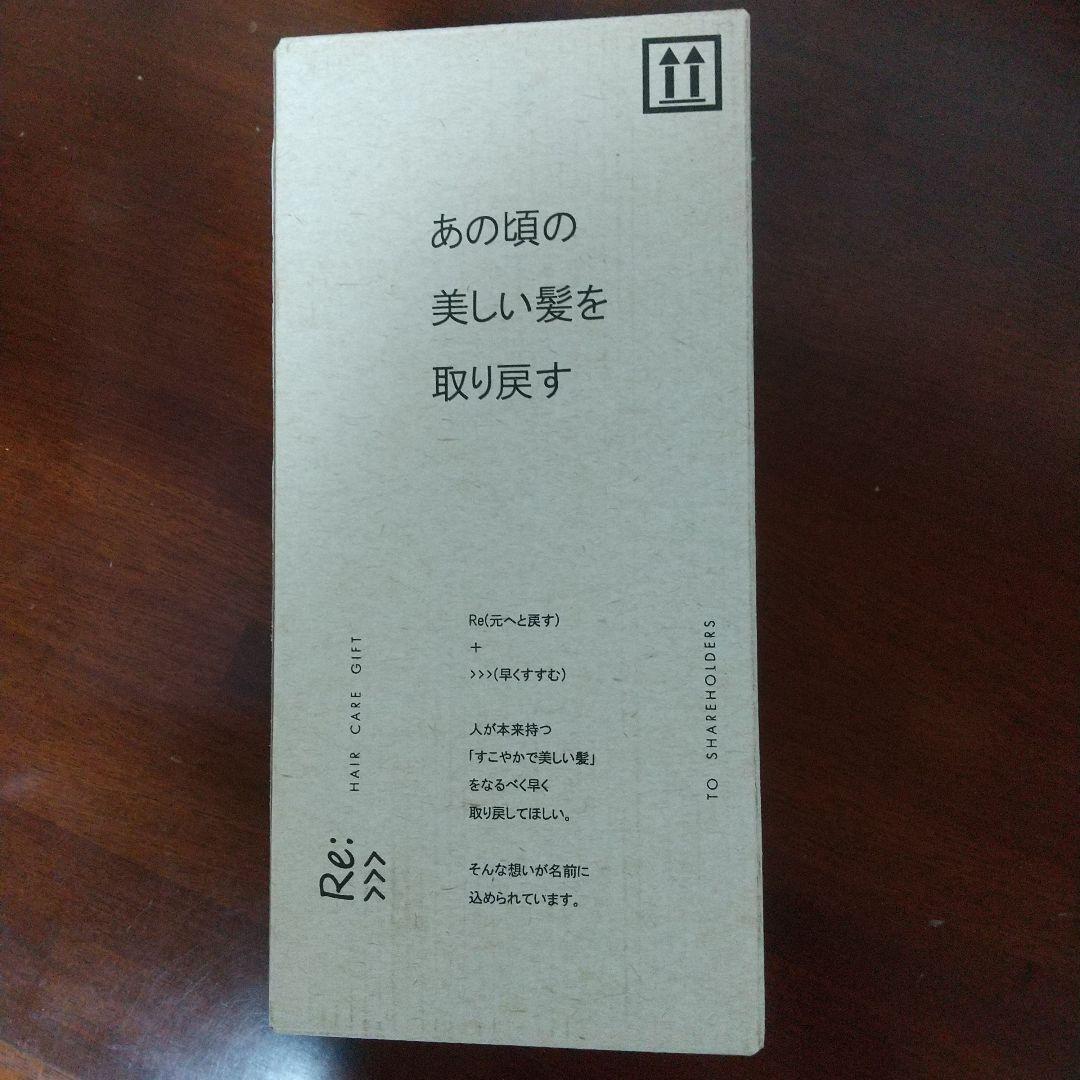 あの頃の
美しい髪を
取り戻す
Re(元へと戻す)
+
>>>(早くすすむ)
人が本来持つ
「すこやかで美しい髪」
をなるべく早く
取り戻してほしい。
そんな想いが名前に
込められています。
Re:
>>>
HAIR CARE GIFT
TO SHAREHOLDERS